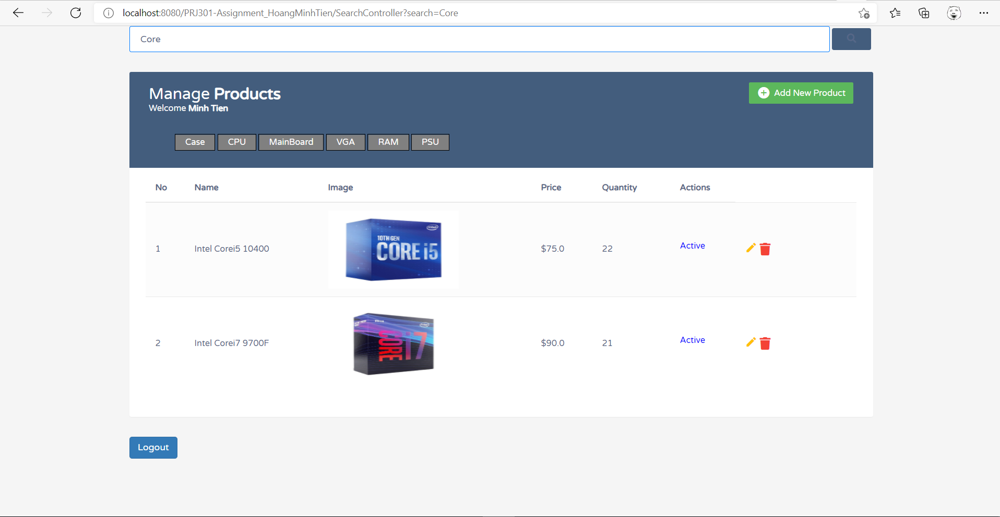 localhost:8080/PRJ301-Assignment_HoangMinhTien/SearchController?search=Core
Core
Manage Products
Welcome Minh Tien
Add New Product
Case CPU MainBoard VGA RAM PSU
No Name Image Price Quantity Actions
10TH GEN
CORE i5
1 Intel Corei5 10400 $75.0 22 Active
CORE i7
2 Intel Corei7 9700F $90.0 21 Active
Logout